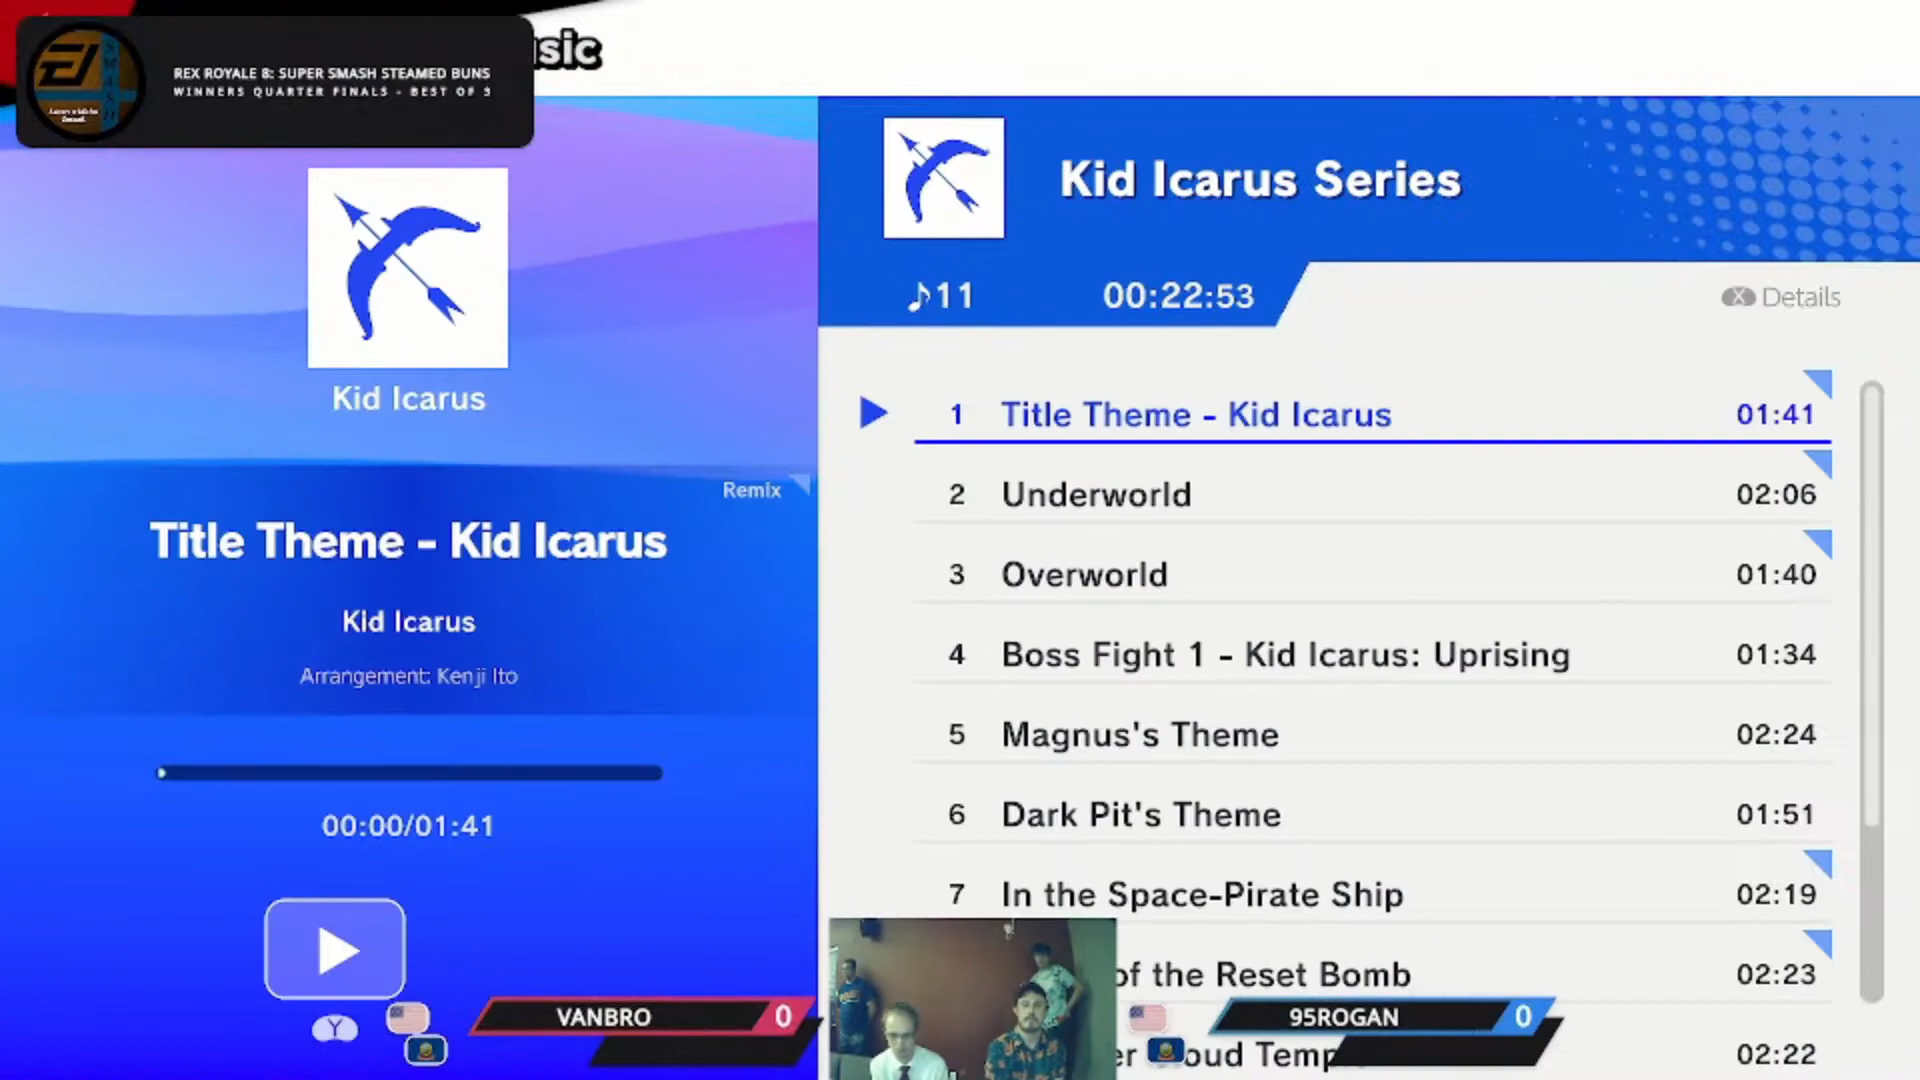 sic
REX ROYALE 8: SUPER SMASH STEAMED BUNS
WINNERS QUARTER FINALS - BEST OF 3
Kid Icarus
Remix
Title Theme - Kid Icarus
Kid Icarus
Arrangement: Kenji Ito
00:00/01:41
Y
Kid Icarus Series
♪11 00:22:53
X Details
1 Title Theme - Kid Icarus 01:41
2 Underworld 02:06
3 Overworld 01:40
4 Boss Fight 1 - Kid Icarus: Uprising 01:34
5 Magnus's Theme 02:24
6 Dark Pit's Theme 01:51
7 In the Space-Pirate Ship 02:19
of the Reset Bomb 02:23
er oud Temp 02:22
VANBRO 0
95ROGAN 0